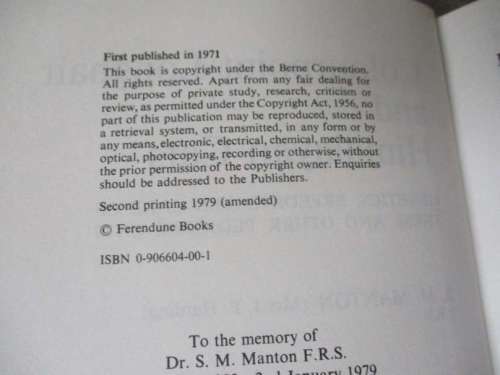 First published in 1971
This book is copyright under the Berne Convention.
All rights reserved. Apart from any fair dealing for
the purpose of private study, research, criticism or
review, as permitted under the Copyright Act, 1956, no
part of this publication may be reproduced, stored in
a retrieval system, or transmitted, in any form or by
any means, electronic, electrical, chemical, mechanical,
optical, photocopying, recording or otherwise, without
the prior permission of the copyright owner. Enquiries
should be addressed to the Publishers.
Second printing 1979 (amended)
© Ferendune Books
ISBN 0-906604-00-1
To the memory of
Dr. S. M. Manton F.R.S.
January 1979